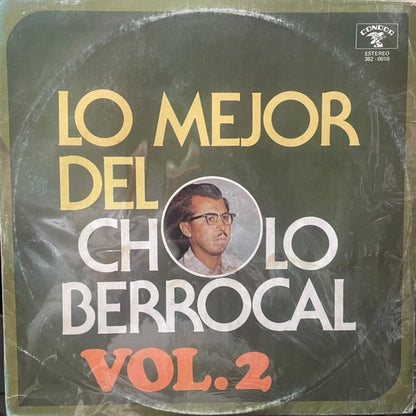 CONDOR
ESTEREO
262-0010
LO MEJOR
DEL
CHOLO
BERROCAL
VOL.2